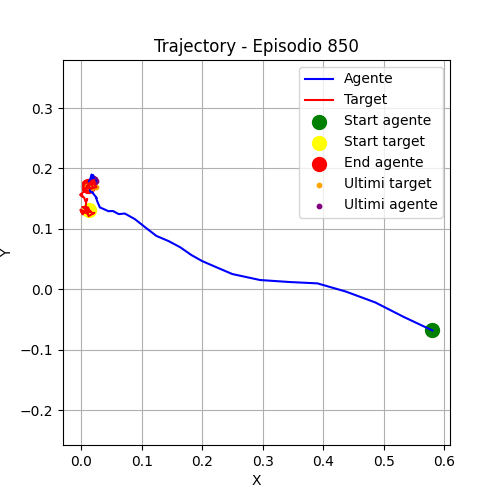 Trajectory - Episodio 850
Agente
Target
Start agente
Start target
End agente
Ultimi target
Ultimi agente
0.3
0.2
0.1
0.0
−0.1
−0.2
Y
0.0 0.1 0.2 0.3 0.4 0.5 0.6
X